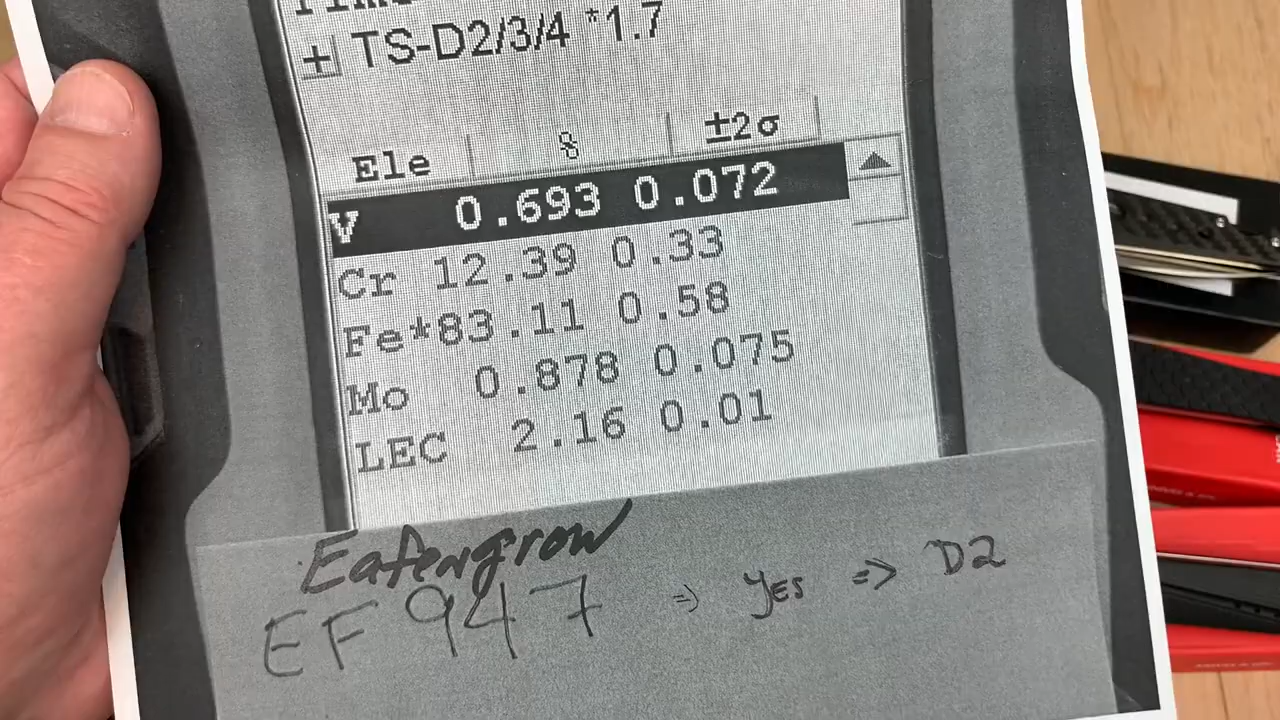 ± TS-D2/3/4 *1.7
Ele % ±2σ
V 0.693 0.072
Cr 12.39 0.33
Fe*83.11 0.58
Mo 0.878 0.075
LEC 2.16 0.01
Eafengrow
EF947 => YES => D2